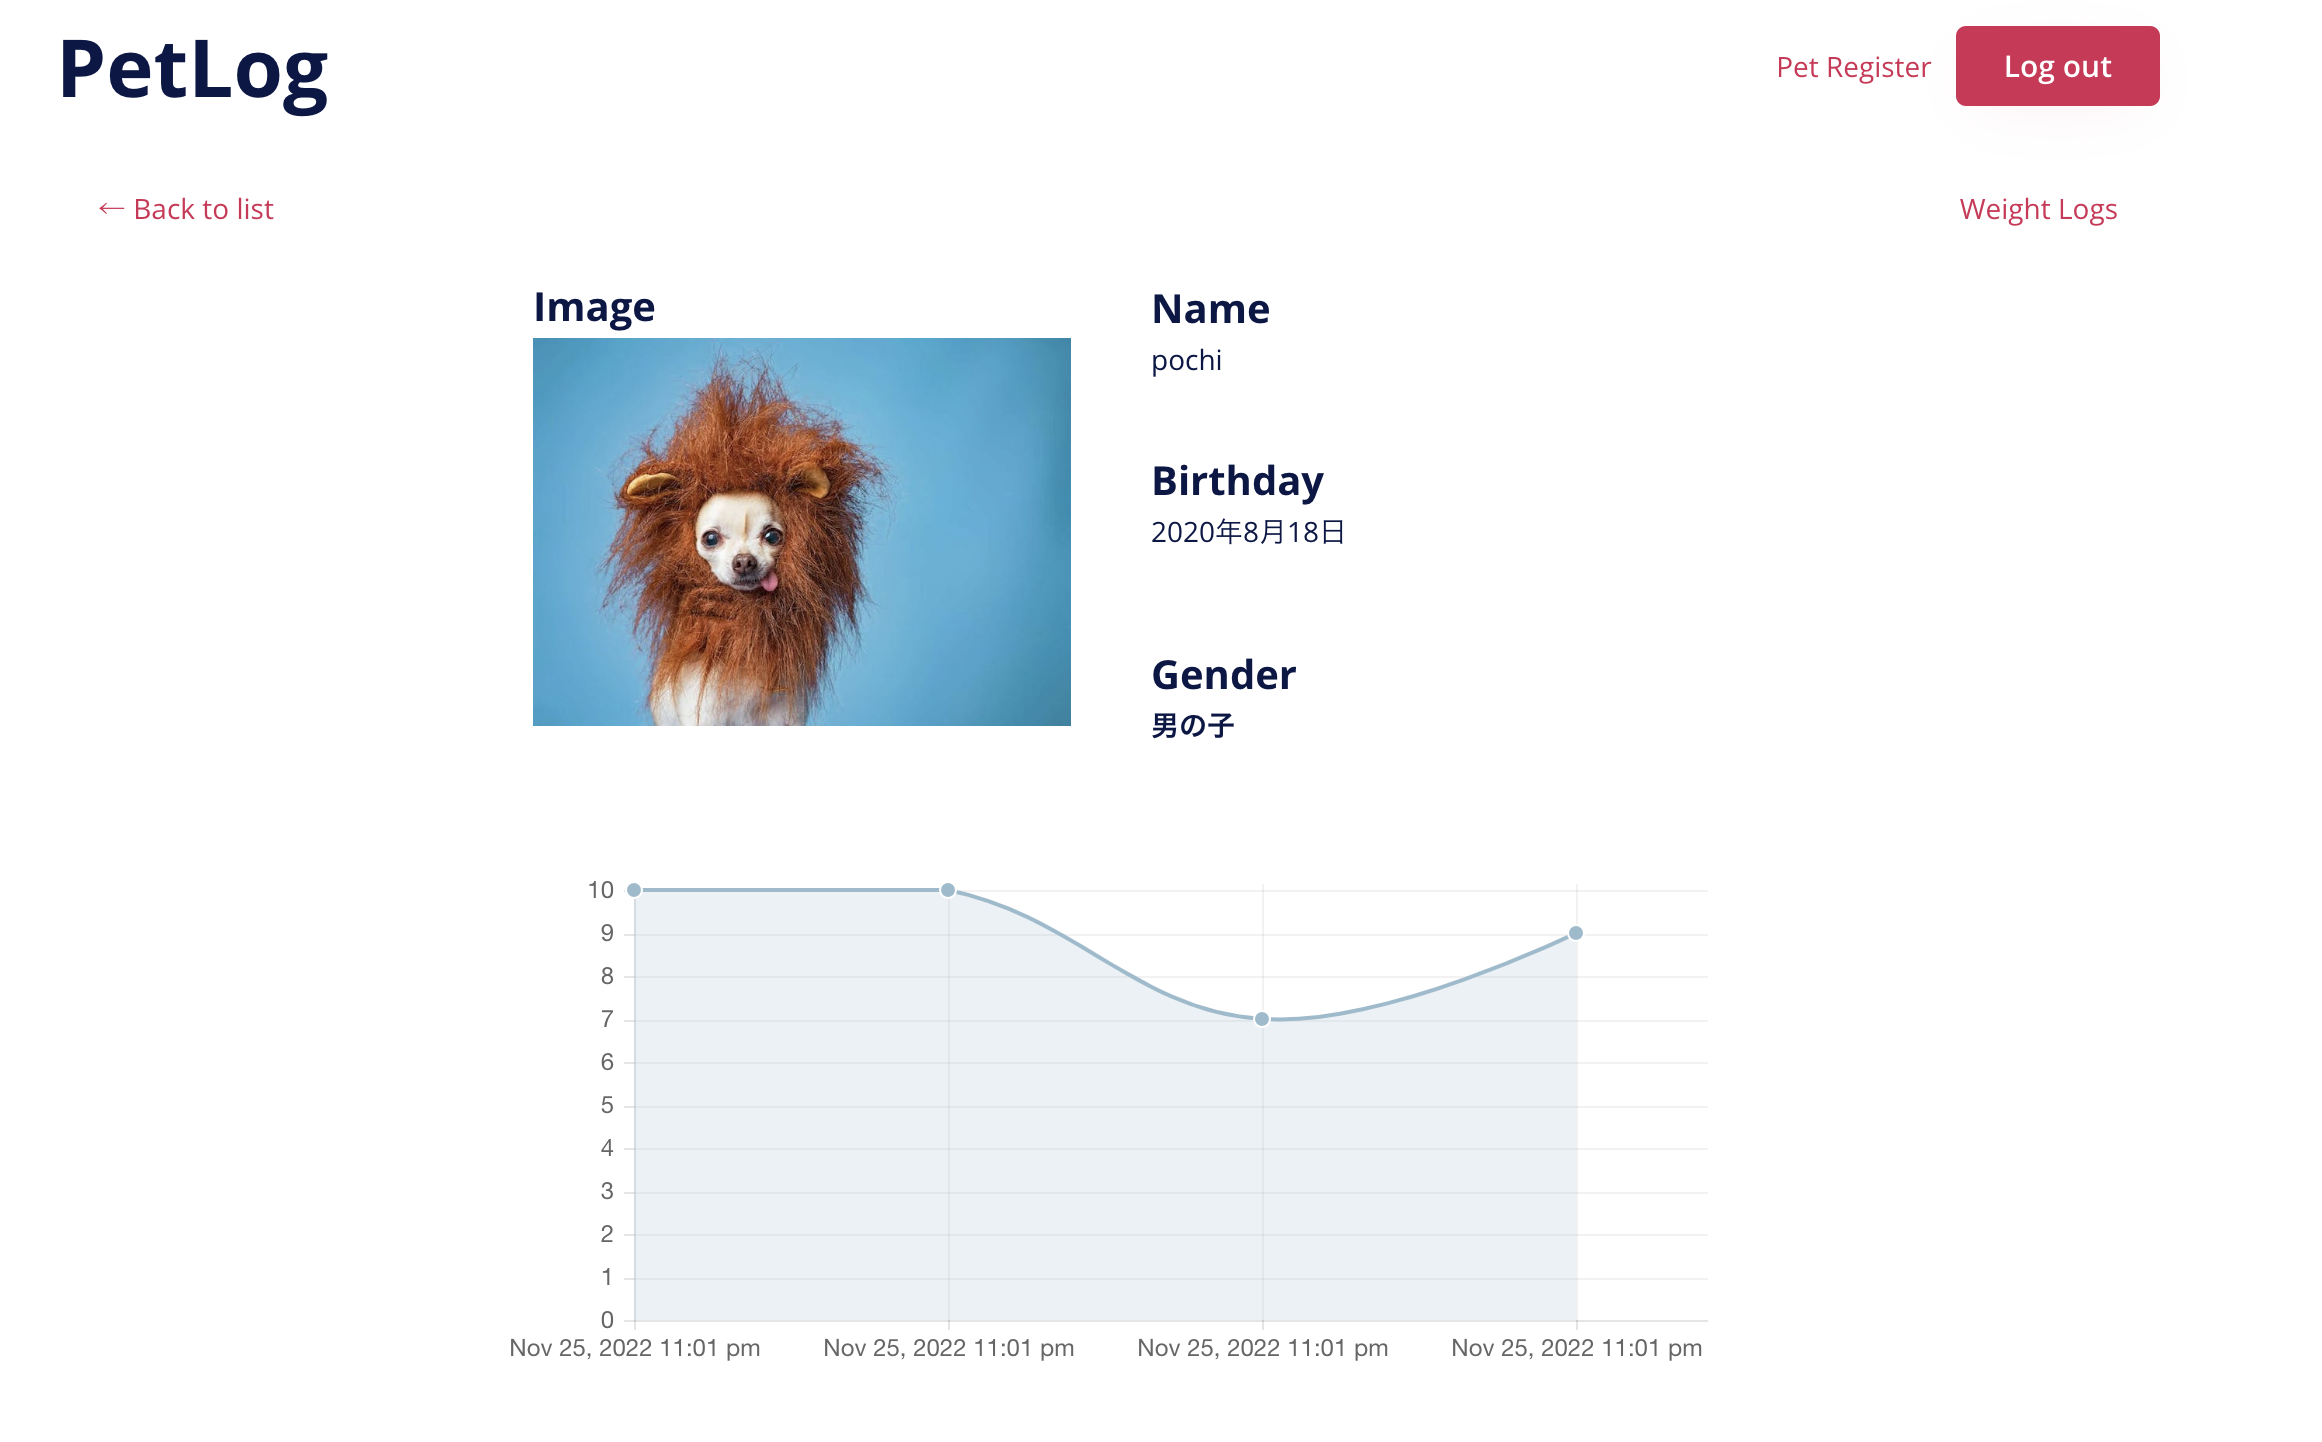 PetLog
Pet Register
Log out
← Back to list
Weight Logs
Image
Name
pochi
Birthday
2020年8月18日
Gender
男の子
10
9
8
7
6
5
4
3
2
1
0
Nov 25, 2022 11:01 pm
Nov 25, 2022 11:01 pm
Nov 25, 2022 11:01 pm
Nov 25, 2022 11:01 pm